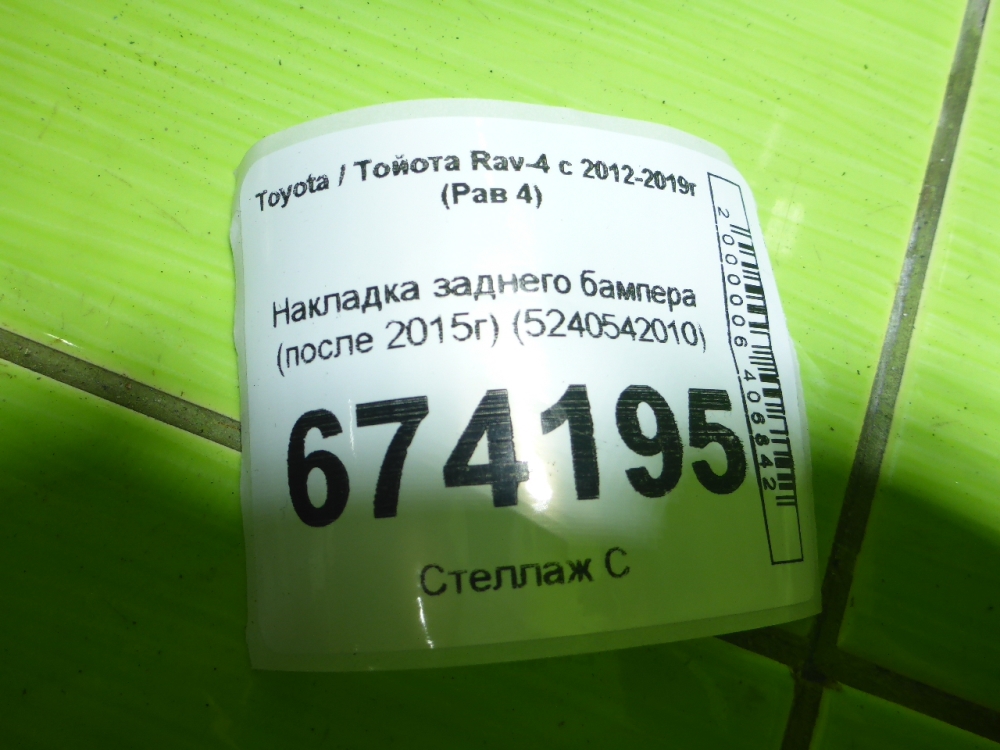 Toyota / Тойота Rav-4 с 2012-2019г
(Рав 4)
Накладка заднего бампера
(после 2015г) (5240542010)
674195
Стеллаж С
2000006406842